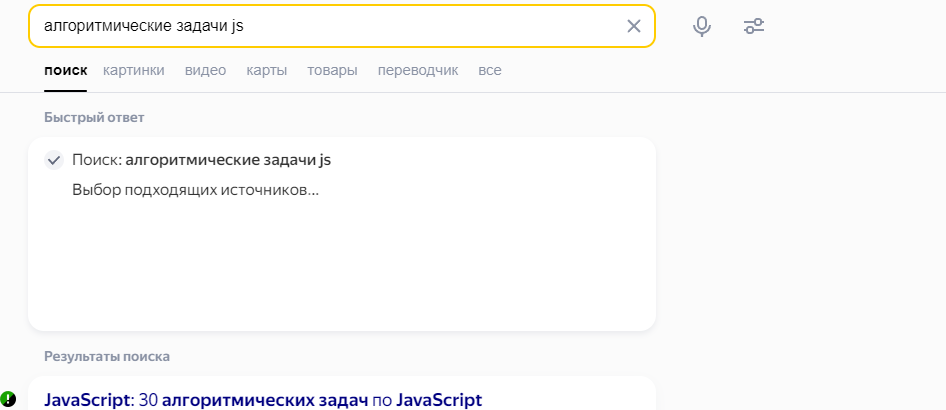 алгоритмические задачи js
поиск картинки видео карты товары переводчик все
Быстрый ответ
Поиск: алгоритмические задачи js
Выбор подходящих источников...
Результаты поиска
JavaScript: 30 алгоритмических задач по JavaScript